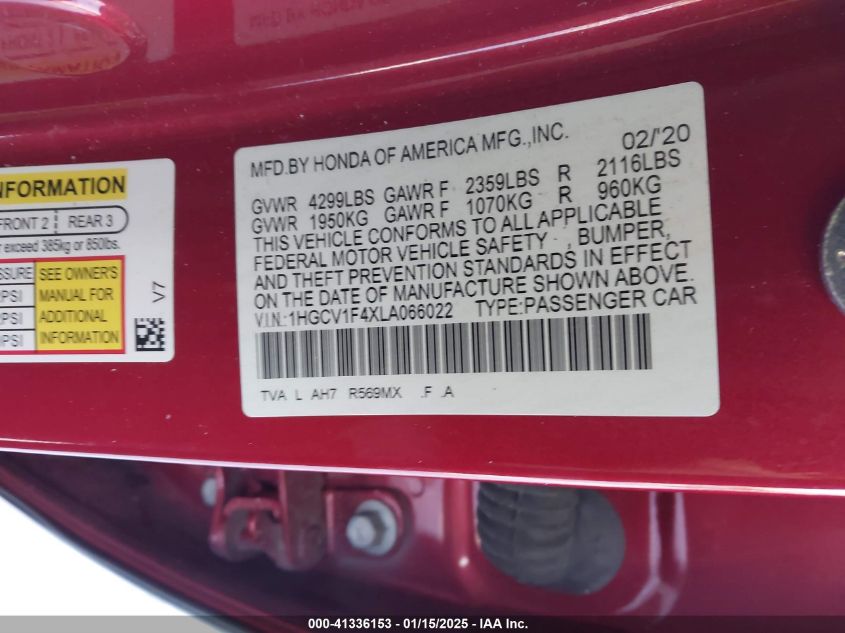 INFORMATION
FRONT 2 REAR 3
exceed 385kg or 850lbs.
SEE OWNER'S
PSI MANUAL FOR
PSI ADDITIONAL
PSI INFORMATION
V7
MFD.BY HONDA OF AMERICA MFG.,INC. 02/'20
GVWR 4299LBS GAWR F 2359LBS R 2116LBS
GVWR 1950KG GAWR F 1070KG R 960KG
THIS VEHICLE CONFORMS TO ALL APPLICABLE
FEDERAL MOTOR VEHICLE SAFETY , BUMPER,
AND THEFT PREVENTION STANDARDS IN EFFECT
ON THE DATE OF MANUFACTURE SHOWN ABOVE.
V.I.N.:1HGCV1F4XLA066022 TYPE:PASSENGER CAR
TVA L AH7 R569MX .F .A
000-41336153 - 01/15/2025 - IAA Inc.